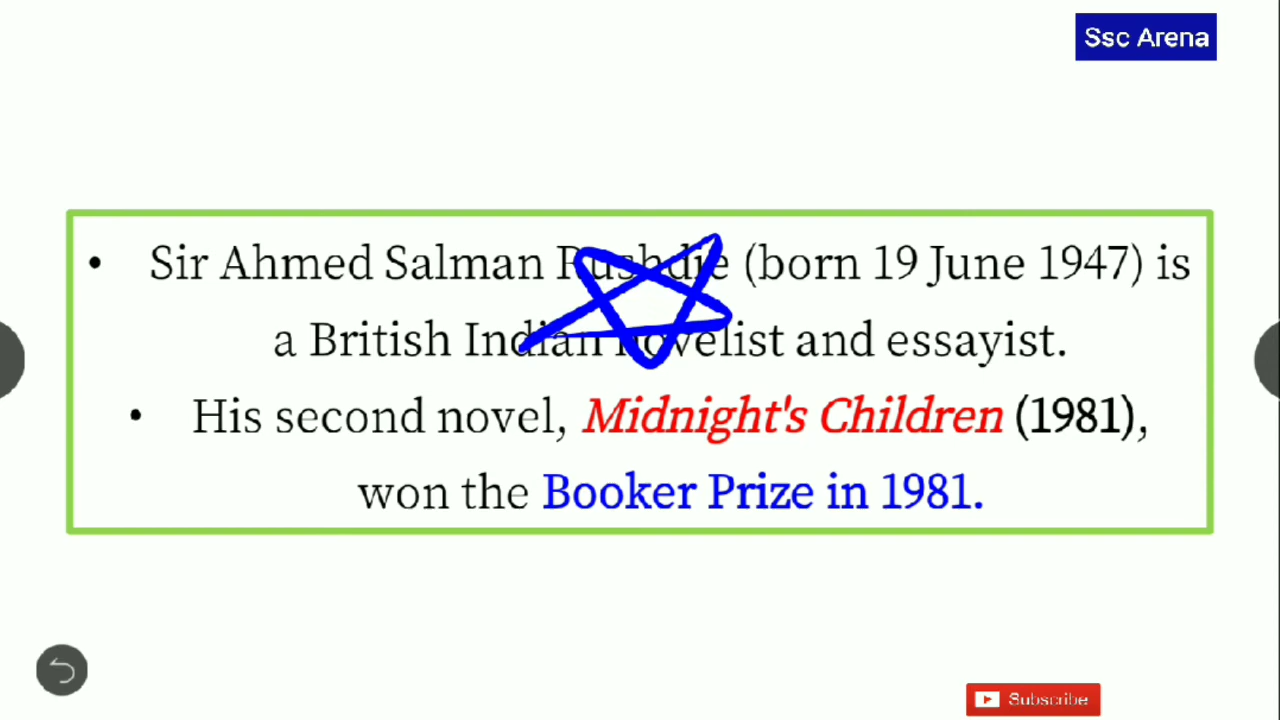 Ssc Arena
• Sir Ahmed Salman Rushdie (born 19 June 1947) is
a British Indian novelist and essayist.
• His second novel, Midnight's Children (1981),
won the Booker Prize in 1981.
Subscribe